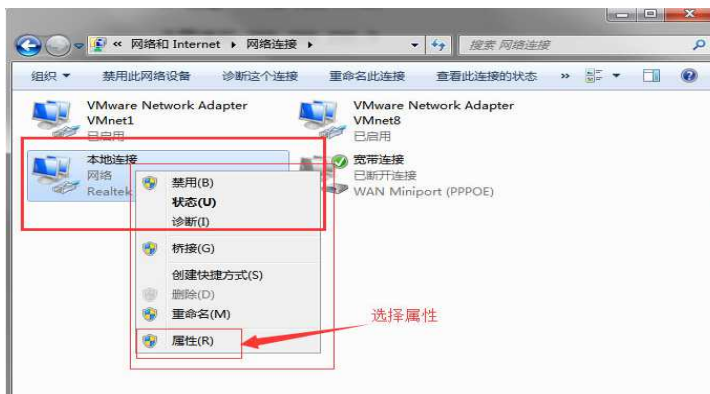 « 网络和 Internet ▸ 网络连接 ▸
搜索 网络连接
组织 ▼ 禁用此网络设备 诊断这个连接 重命名此连接 查看此连接的状态 »
VMware Network Adapter
VMnet1
已启用
VMware Network Adapter
VMnet8
已启用
本地连接
网络
Realtek
宽带连接
已断开连接
WAN Miniport (PPPOE)
禁用(B)
状态(U)
诊断(I)
桥接(G)
创建快捷方式(S)
删除(D)
重命名(M)
属性(R)
选择属性